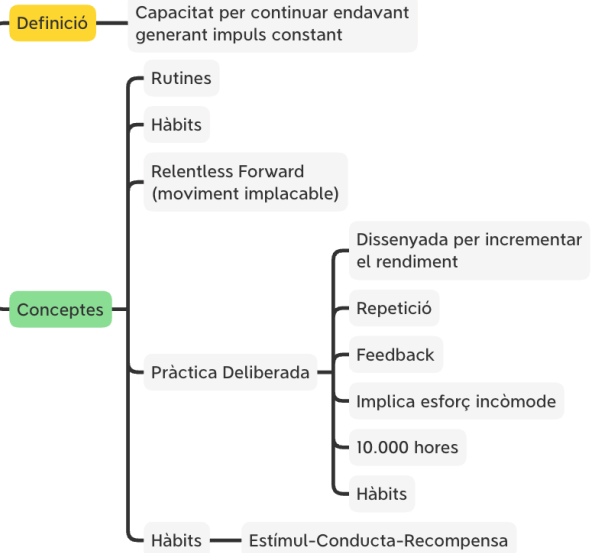 Definició
Capacitat per continuar endavant
generant impuls constant
Rutines
Hàbits
Relentless Forward
(moviment implacable)
Conceptes
Pràctica Deliberada
Dissenyada per incrementar
el rendiment
Repetició
Feedback
Implica esforç incòmode
10.000 hores
Hàbits
Hàbits
Estímul-Conducta-Recompensa